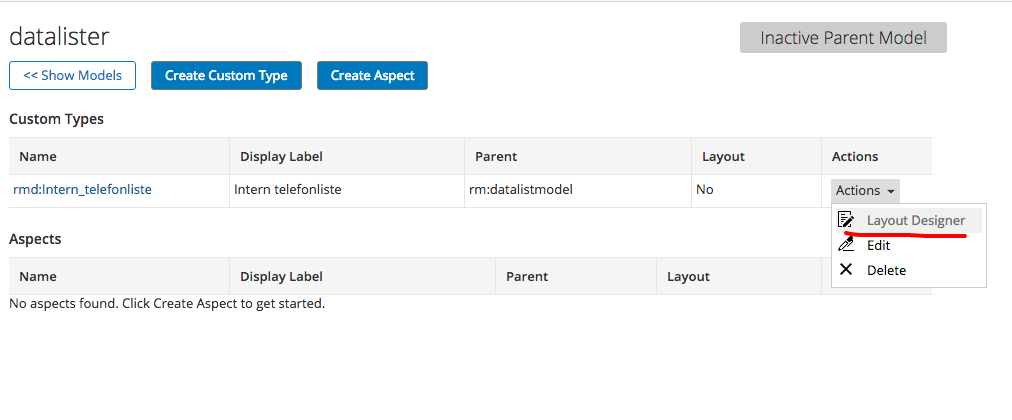 datalister
Inactive Parent Model
<< Show Models
Create Custom Type
Create Aspect
Custom Types
Name Display Label Parent Layout Actions
rmd:Intern_telefonliste Intern telefonliste rm:datalistmodel No Actions
Layout Designer
Aspects
Edit
Name Display Label Parent Layout
Delete
No aspects found. Click Create Aspect to get started.